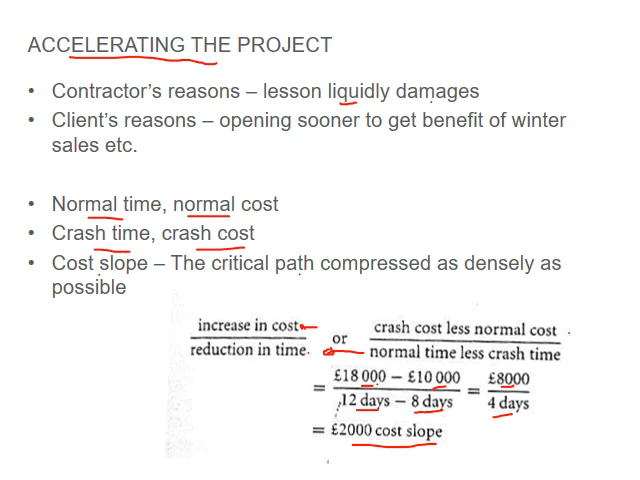 ACCELERATING THE PROJECT
• Contractor's reasons – lesson liquidly damages
• Client's reasons – opening sooner to get benefit of winter
sales etc.
• Normal time, normal cost
• Crash time, crash cost
• Cost slope – The critical path compressed as densely as
possible
increase in cost / reduction in time or crash cost less normal cost / normal time less crash time
= £18 000 – £10 000 / 12 days – 8 days = £8000 / 4 days
= £2000 cost slope